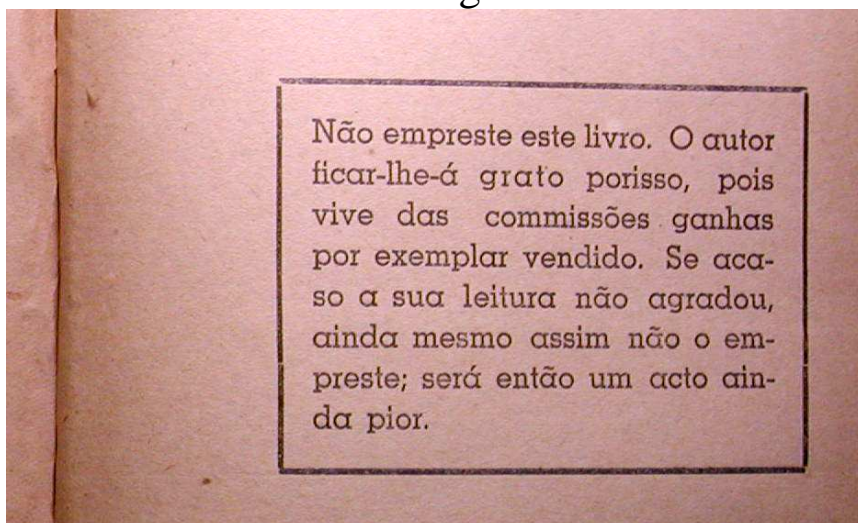 Não empreste este livro. O autor
ficar-lhe-á grato porisso, pois
vive das commissões ganhas
por exemplar vendido. Se aca-
so a sua leitura não agradou,
ainda mesmo assim não o em-
preste; será então um acto ain-
da pior.